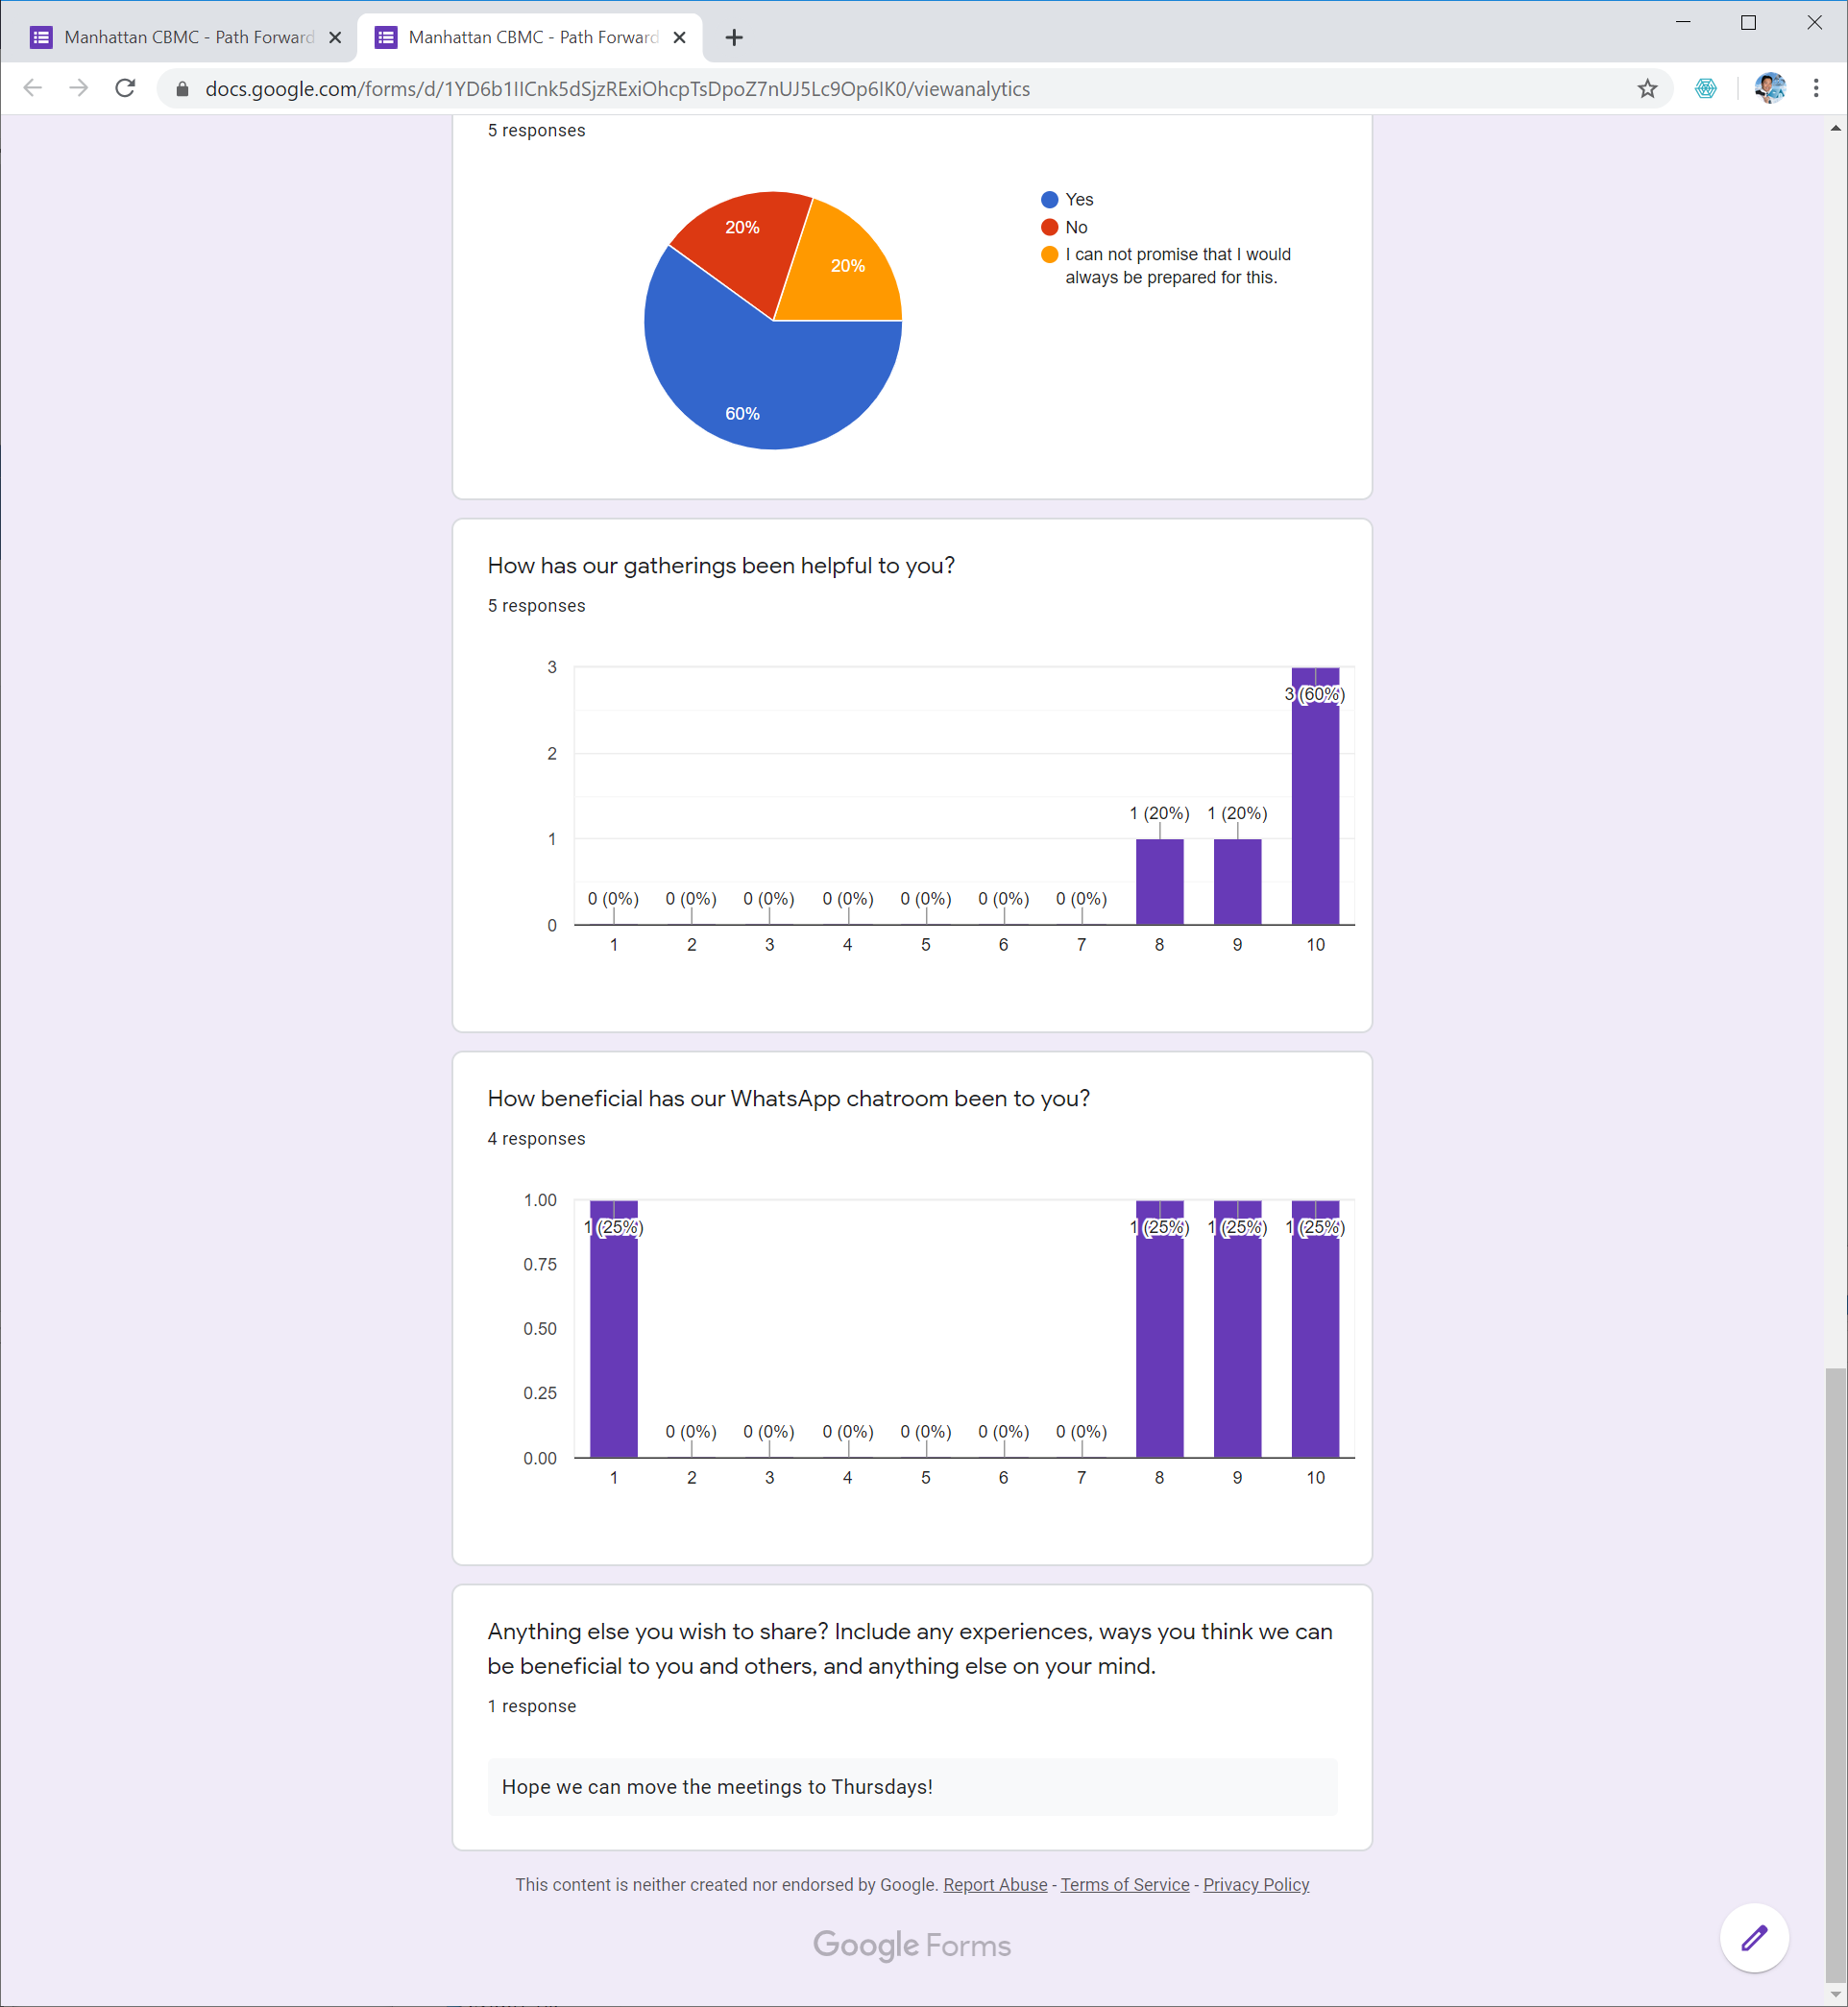 Manhattan CBMC - Path Forward
Manhattan CBMC - Path Forward
docs.google.com/forms/d/1YD6b1IICnk5dSjzRExiOhcpTsDpoZ7nUJ5Lc9Op6IK0/viewanalytics
5 responses
Yes
No
I can not promise that I would
always be prepared for this.
20%
20%
60%
How has our gatherings been helpful to you?
5 responses
3
2
1
0
0 (0%) 0 (0%) 0 (0%) 0 (0%) 0 (0%) 0 (0%) 0 (0%) 1 (20%) 1 (20%) 3 (60%)
1 2 3 4 5 6 7 8 9 10
How beneficial has our WhatsApp chatroom been to you?
4 responses
1.00
0.75
0.50
0.25
0.00
1 (25%) 0 (0%) 0 (0%) 0 (0%) 0 (0%) 0 (0%) 0 (0%) 1 (25%) 1 (25%) 1 (25%)
1 2 3 4 5 6 7 8 9 10
Anything else you wish to share? Include any experiences, ways you think we can
be beneficial to you and others, and anything else on your mind.
1 response
Hope we can move the meetings to Thursdays!
This content is neither created nor endorsed by Google. Report Abuse - Terms of Service - Privacy Policy
Google Forms